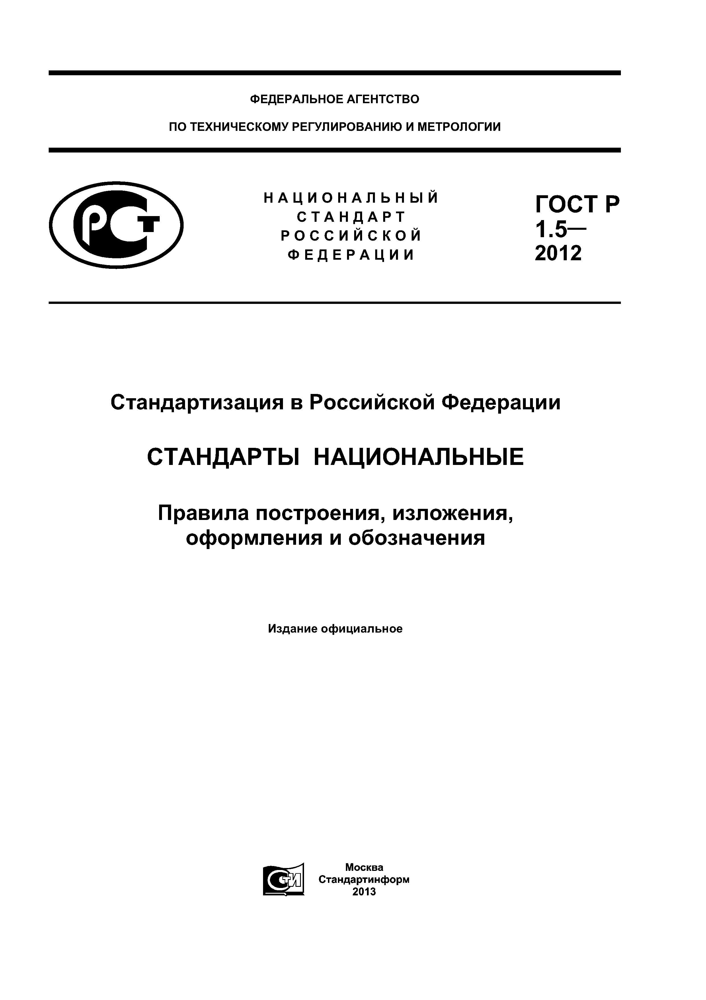 ФЕДЕРАЛЬНОЕ АГЕНТСТВО
ПО ТЕХНИЧЕСКОМУ РЕГУЛИРОВАНИЮ И МЕТРОЛОГИИ
РСТ
НАЦИОНАЛЬНЫЙ
СТАНДАРТ
РОССИЙСКОЙ
ФЕДЕРАЦИИ
ГОСТ Р
1.5—
2012
Стандартизация в Российской Федерации
СТАНДАРТЫ НАЦИОНАЛЬНЫЕ
Правила построения, изложения,
оформления и обозначения
Издание официальное
СТИ
Москва
Стандартинформ
2013